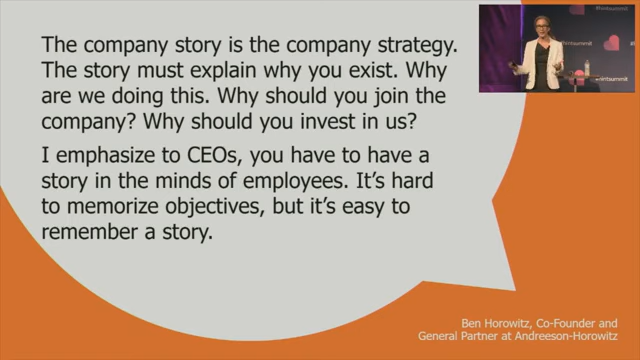 The company story is the company strategy.
The story must explain why you exist. Why
are we doing this. Why should you join the
company? Why should you invest in us?
I emphasize to CEOs, you have to have a
story in the minds of employees. It's hard
to memorize objectives, but it's easy to
remember a story.
Ben Horowitz, Co-Founder and
General Partner at Andreeson-Horowitz